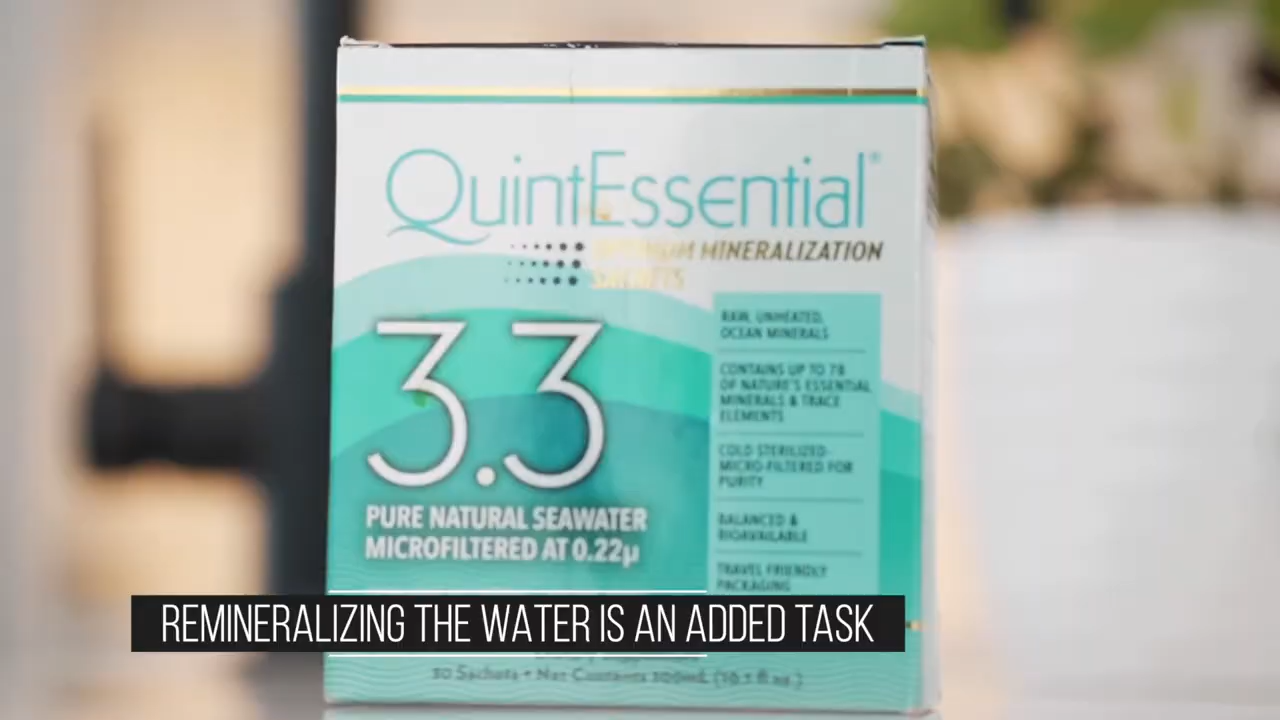 QuintEssential®
MINERALIZATION
SACHETS
3.3
PURE NATURAL SEAWATER
MICROFILTERED AT 0.22µ
RAW, UNHEATED,
OCEAN MINERALS
CONTAINS UP TO 78
OF NATURE'S ESSENTIAL
MINERALS & TRACE
ELEMENTS
COLD STERILIZED-
MICRO-FILTERED FOR
PURITY
BALANCED &
BIOAVAILABLE
TRAVEL FRIENDLY
PACKAGING
REMINERALIZING THE WATER IS AN ADDED TASK
Sachets • Net Contents